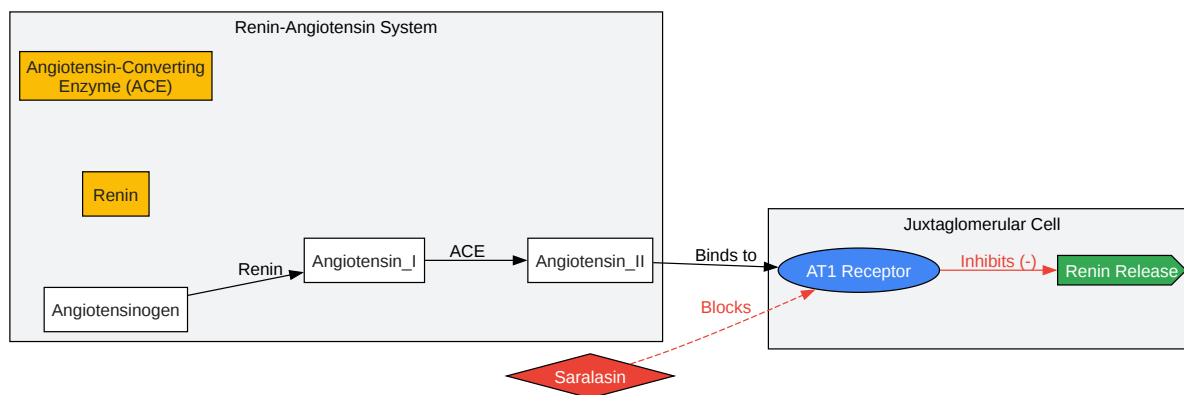 Renin-Angiotensin System
Angiotensin-Converting
Enzyme (ACE)
Renin
Angiotensinogen
Renin
Angiotensin_I
ACE
Angiotensin_II
Binds to
Juxtaglomerular Cell
AT1 Receptor
Inhibits (-)
Renin Release
Blocks
Saralasin